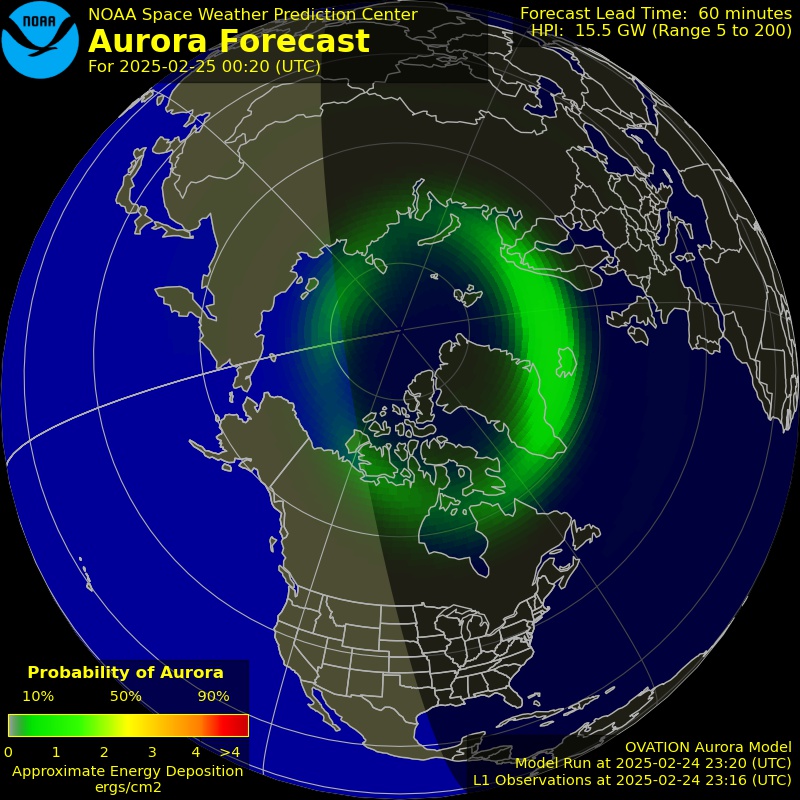 NOAA
NOAA Space Weather Prediction Center
Aurora Forecast
For 2025-02-25 00:20 (UTC)
Forecast Lead Time: 60 minutes
HPI: 15.5 GW (Range 5 to 200)
Probability of Aurora
10% 50% 90%
0 1 2 3 4 >4
Approximate Energy Deposition
ergs/cm2
OVATION Aurora Model
Model Run at 2025-02-24 23:20 (UTC)
L1 Observations at 2025-02-24 23:16 (UTC)